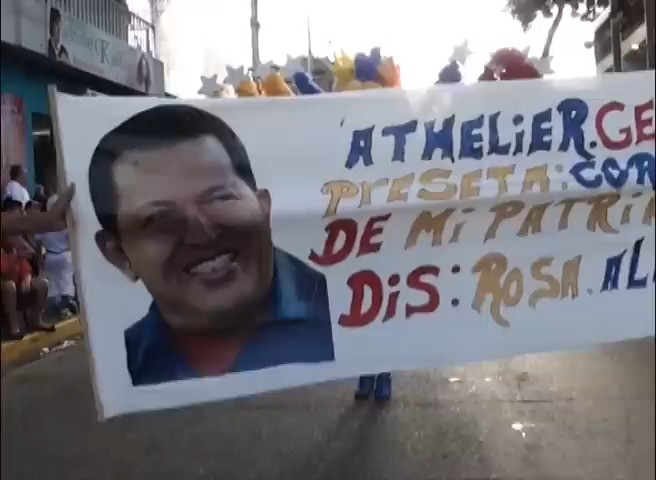 ATHELiER.GE
PRESETA: COR
DE Mi PATRiA
DiS: ROSA.AL